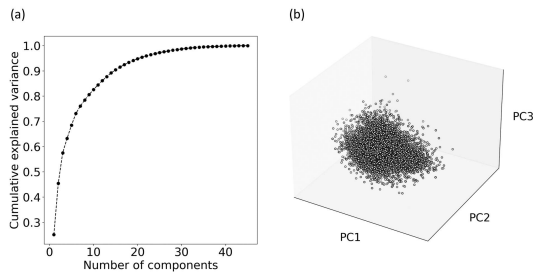 (a)
(b)
Cumulative explained variance
1.0
0.9
0.8
0.7
0.6
0.5
0.4
0.3
0
10
20
30
40
Number of components
PC1
PC2
PC3